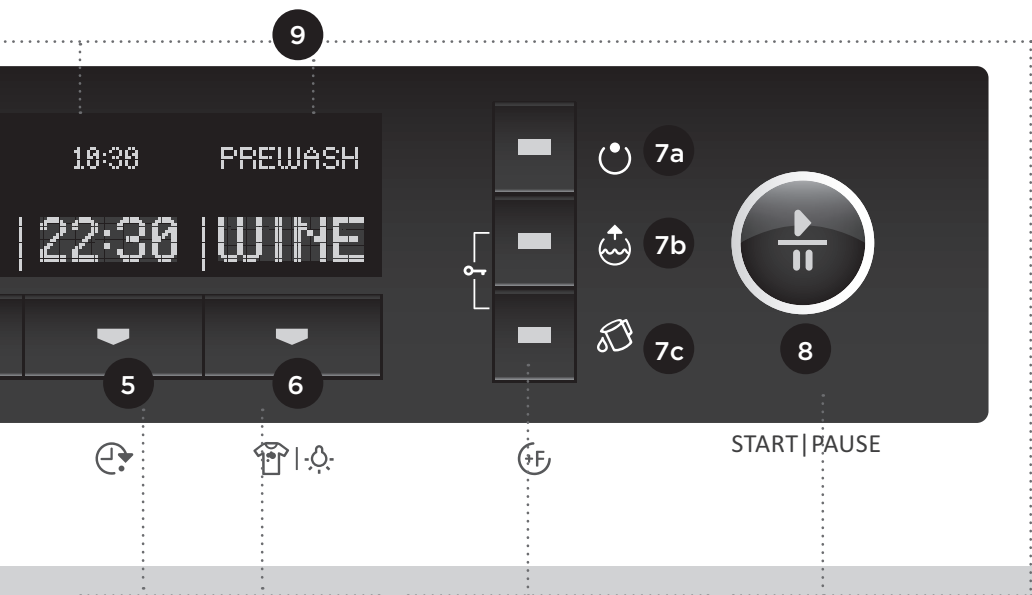 9
10:30 PREWASH
22:30 WINE
7a
7b
7c
5
6
8
START|PAUSE
+F